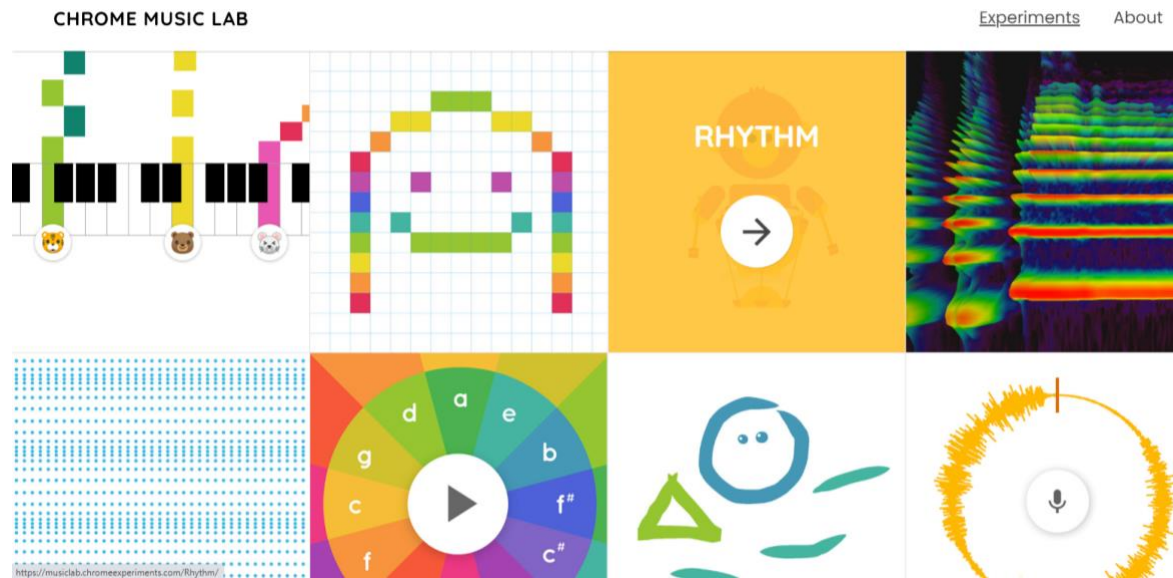 CHROME MUSIC LAB
Experiments About
RHYTHM
a
d e
g b
c f#
f c#
https://musiclab.chromeexperiments.com/Rhythm/